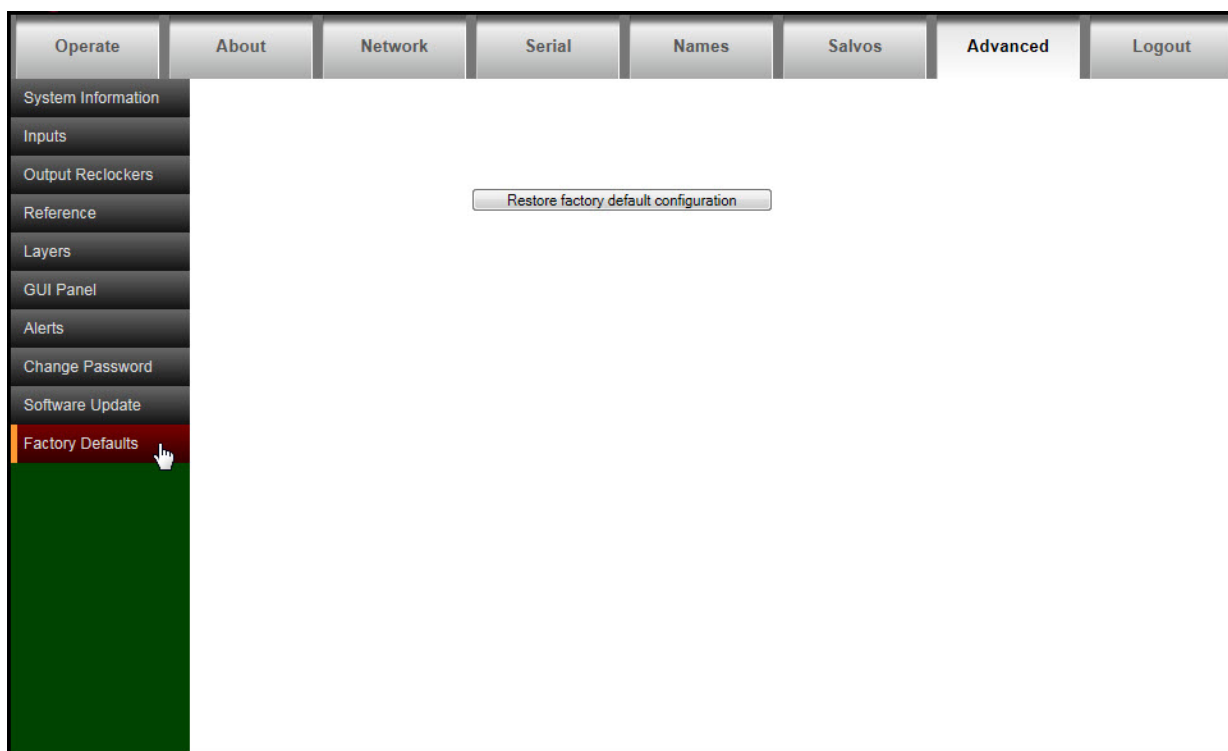 Operate About Network Serial Names Salvos Advanced Logout
System Information
Inputs
Output Reclockers
Restore factory default configuration
Reference
Layers
GUI Panel
Alerts
Change Password
Software Update
Factory Defaults